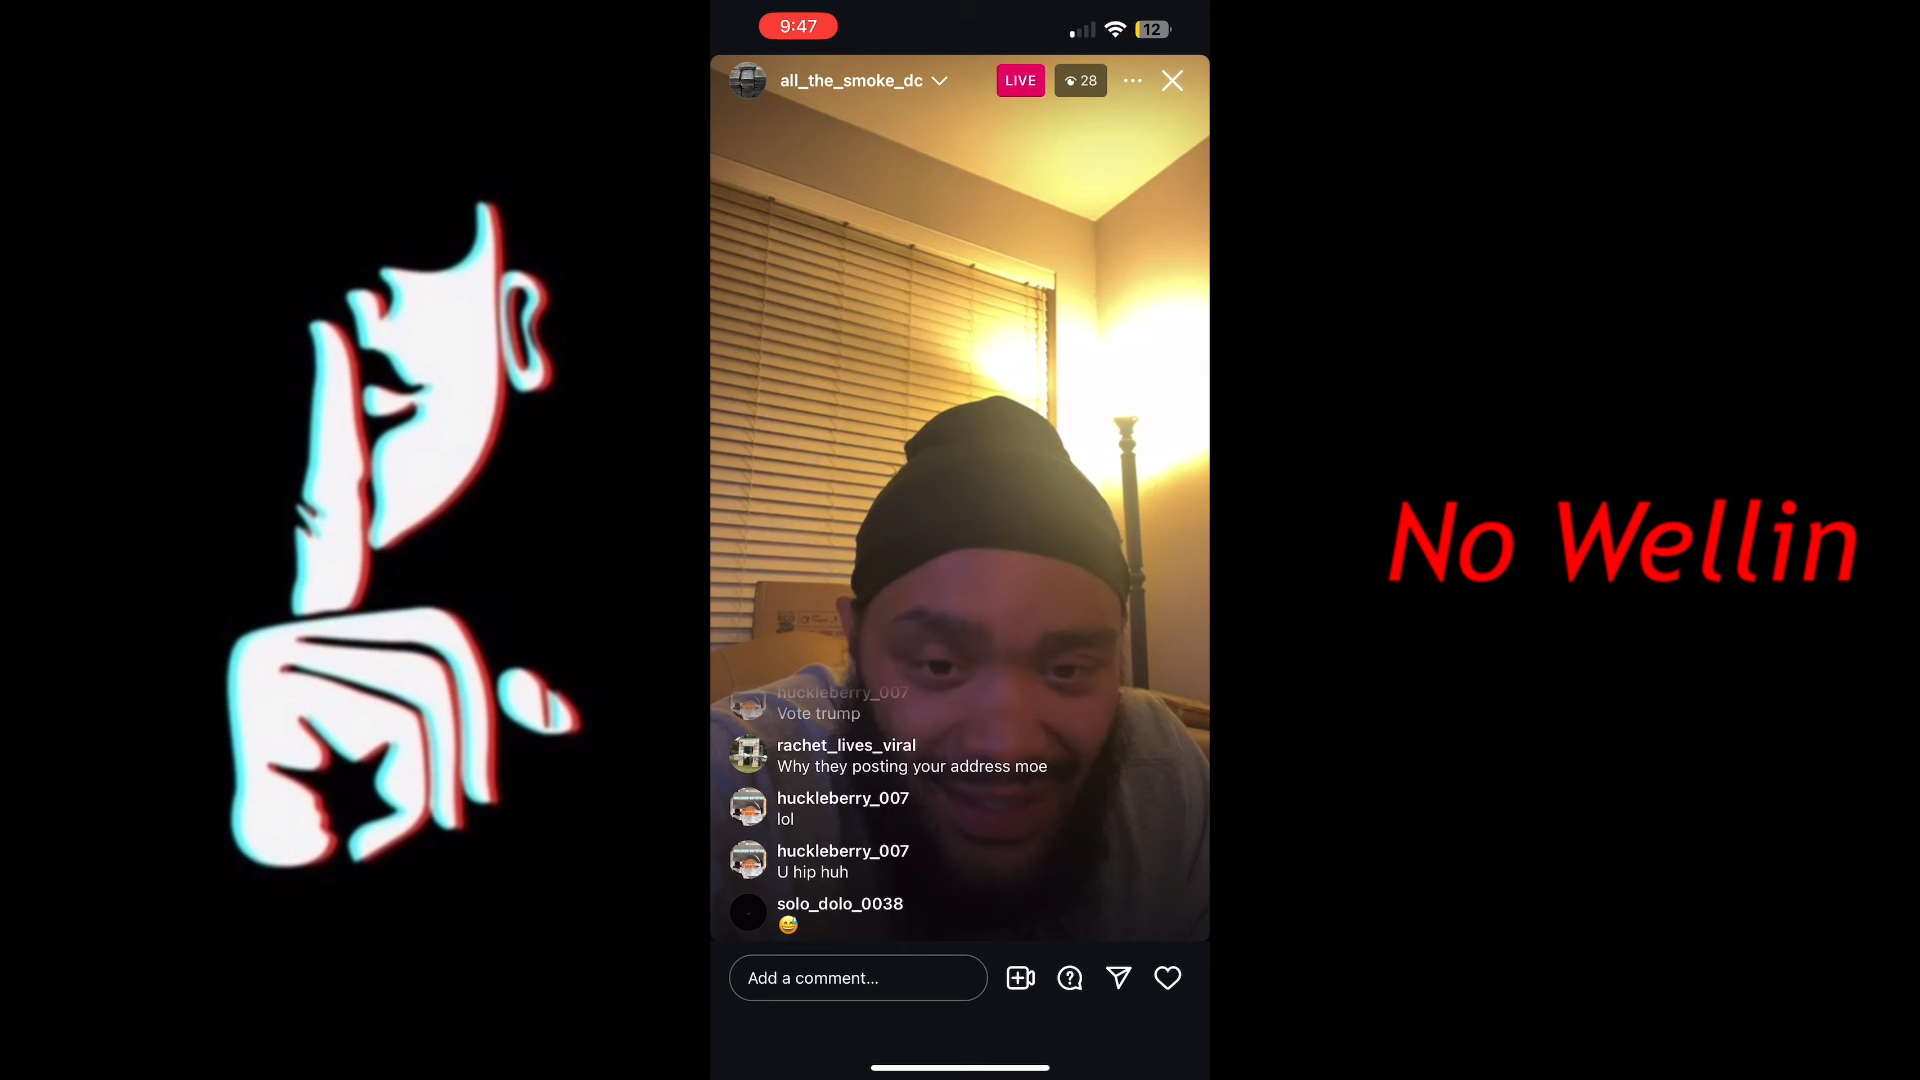 9:47
12
all_the_smoke_dc
LIVE
28
No Wellin
huckleberry_007
Vote trump
rachet_lives_viral
Why they posting your address moe
huckleberry_007
lol
huckleberry_007
U hip huh
solo_dolo_0038
😅
Add a comment...